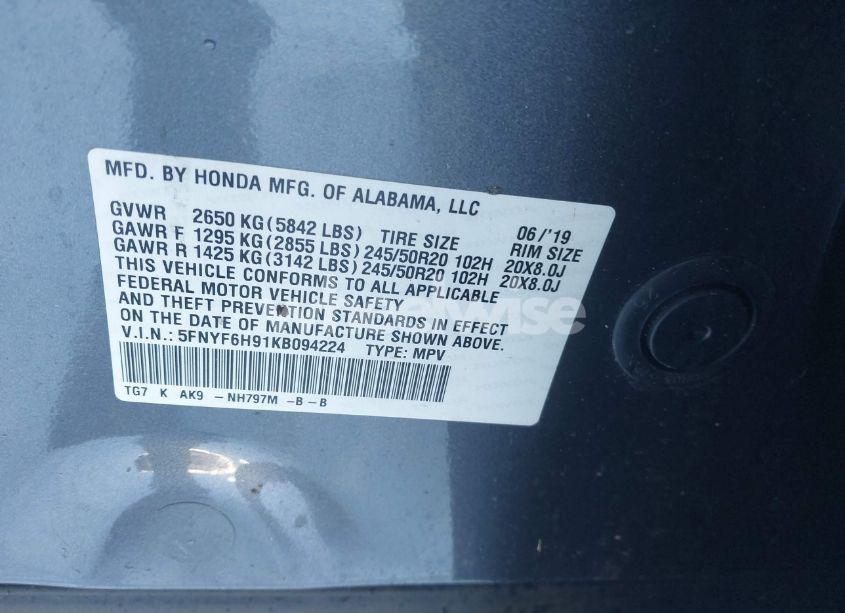 MFD. BY HONDA MFG. OF ALABAMA, LLC
GVWR 2650 KG(5842 LBS) TIRE SIZE 06/'19 RIM SIZE
GAWR F 1295 KG(2855 LBS)245/50R20 102H 20X8.0J
GAWR R 1425 KG(3142 LBS)245/50R20 102H 20X8.0J
THIS VEHICLE CONFORMS TO ALL APPLICABLE
FEDERAL MOTOR VEHICLE SAFETY
AND THEFT PREVENTION STANDARDS IN EFFECT
ON THE DATE OF MANUFACTURE SHOWN ABOVE.
V.I.N.: 5FNYF6H91KB094224 TYPE: MPV
TG7 K AK9 -NH797M -B-B